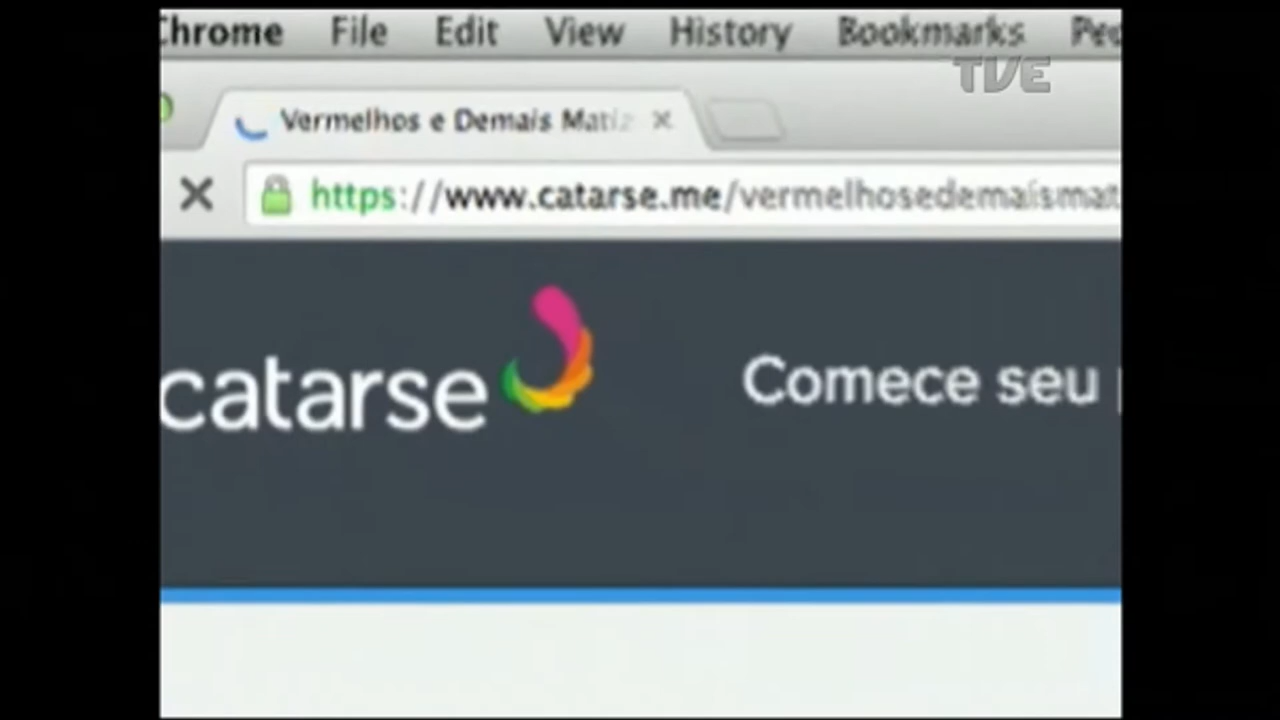 Chrome File Edit View History Bookmarks
TVE
Vermelhos e Demais
https://www.catarse.me/vermelhosedemaismat
catarse
Comece seu